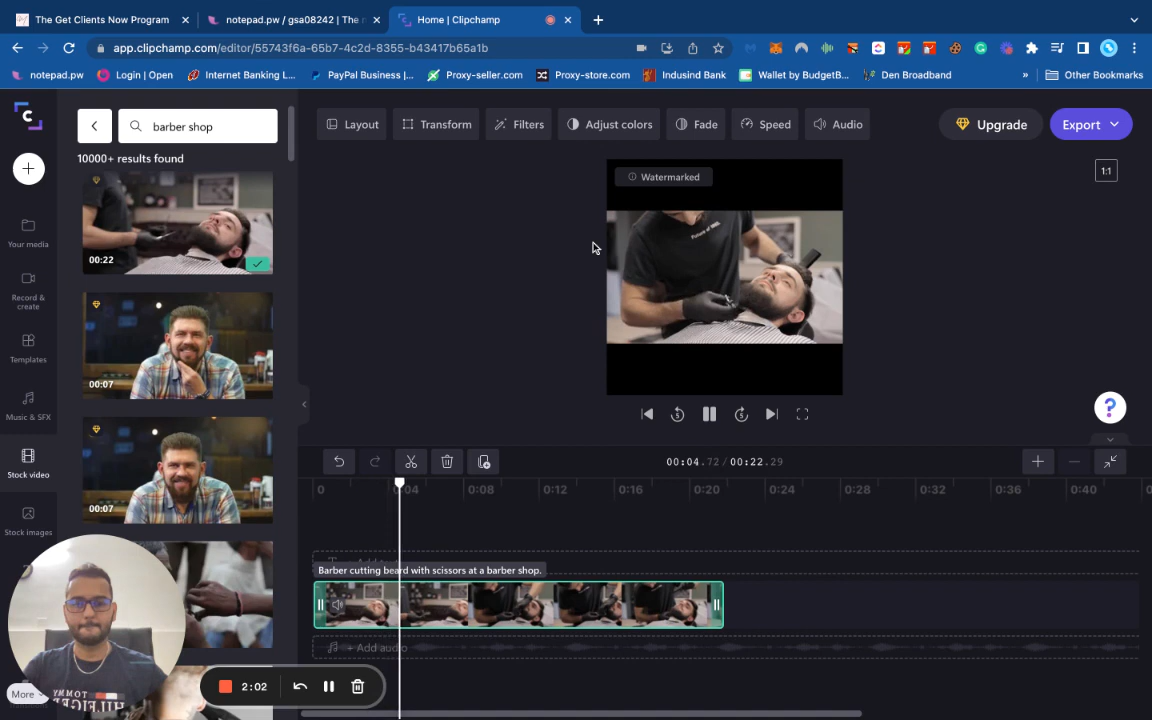 The Get Clients Now Program
notepad.pw / gsa08242 | The n
Home | Clipchamp
app.clipchamp.com/editor/55743f6a-65b7-4c2d-8355-b43417b65a1b
notepad.pw
Login | Open
Internet Banking L...
PayPal Business |...
Proxy-seller.com
Proxy-store.com
Indusind Bank
Wallet by BudgetB...
Den Broadband
»
Other Bookmarks
barber shop
Layout
Transform
Filters
Adjust colors
Fade
Speed
Audio
Upgrade
Export
10000+ results found
Watermarked
1:1
Your media
00:22
Record &
create
Templates
00:07
Music & SFX
Stock video
00:04.72 / 00:22.29
0
0:04
0:08
0:12
0:16
0:20
0:24
0:28
0:32
0:36
0:40
00:07
Stock images
Barber cutting beard with scissors at a barber shop.
+ Add audio
2:02
More
TOMMY
HILFIGER